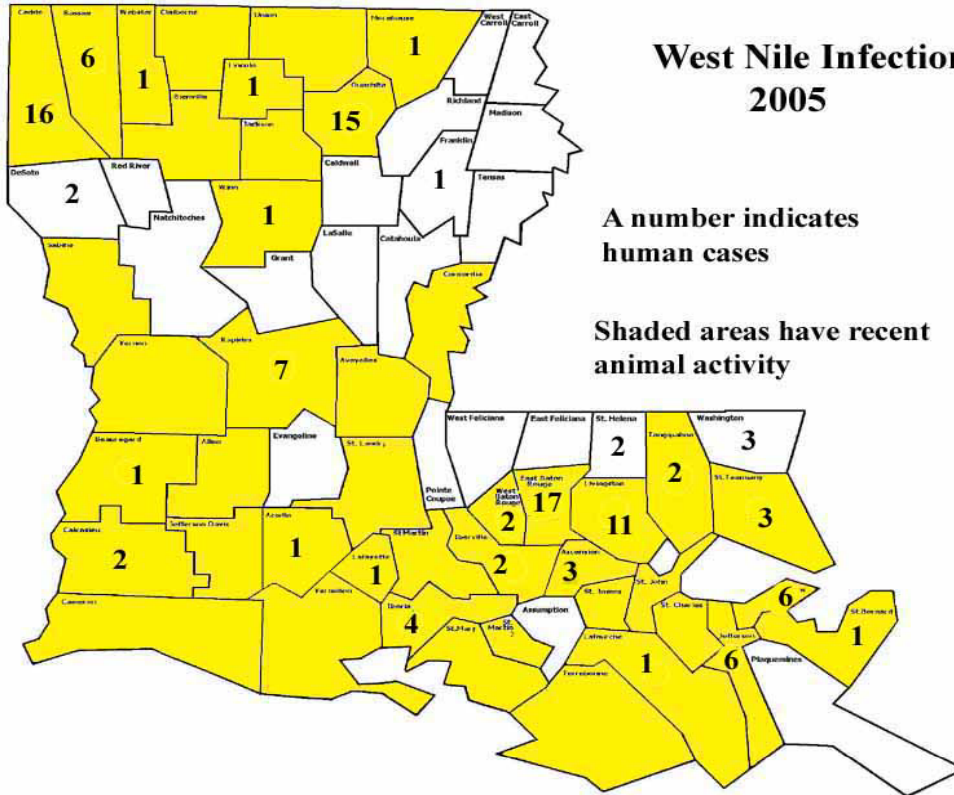 West Nile Infection
2005
A number indicates
human cases
Shaded areas have recent
animal activity
Caddo
16
Bossier
6
Webster
1
Claiborne
Union
Morehouse
1
West
Carroll
East
Carroll
Lincoln
1
Ouachita
15
Bienville
Jackson
Richland
Madison
Franklin
1
Tensas
Caldwell
DeSoto
2
Red River
Natchitoches
Winn
1
Grant
LaSalle
Catahoula
Concordia
Sabine
Vernon
Rapides
7
Avoyelles
Beauregard
1
Allen
Evangeline
St. Landry
Pointe
Coupee
West Feliciana
East Feliciana
St. Helena
2
Tangipahoa
2
Washington
3
St. Tammany
3
West
Baton
Rouge
2
East Baton
Rouge
17
Livingston
11
Calcasieu
2
Jefferson Davis
Acadia
1
Lafayette
1
St Martin
Iberville
2
Ascension
3
St. James
St. John
St. Charles
Cameron
Vermilion
Iberia
4
St.Mary
St.
Martin
Assumption
Lafourche
1
Terrebonne
Jefferson
6
6
St.Bernard
1
Plaquemines